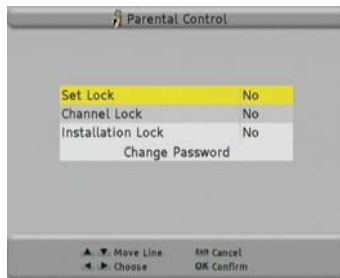 Parental Control
Set Lock No
Channel Lock No
Installation Lock No
Change Password
▲ ▼ Move Line Exit Cancel
◄ ► Choose OK Confirm